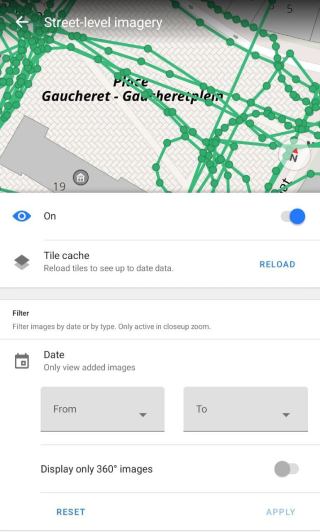 Street-level imagery
5
Place
Gaucheret - Gaucheretplein
N
19
On
Tile cache
Reload tiles to see up to date data.
RELOAD
Filter
Filter images by date or by type. Only active in closeup zoom.
Date
Only view added images
From
To
Display only 360° images
RESET
APPLY